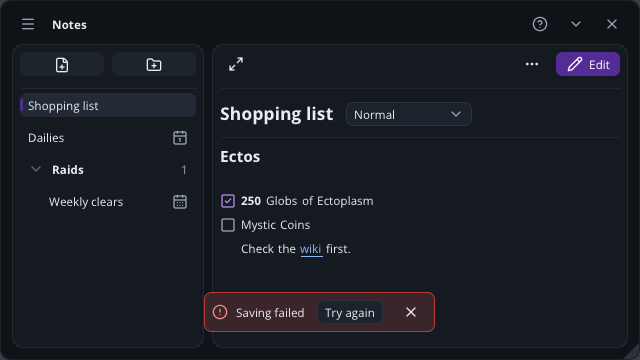 Notes
Shopping list
Dailies
Raids 1
Weekly clears
Edit
Shopping list Normal
Ectos
250 Globs of Ectoplasm
Mystic Coins
Check the wiki first.
Saving failed Try again